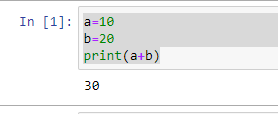 In [1]: a=10
b=20
print(a+b)
30